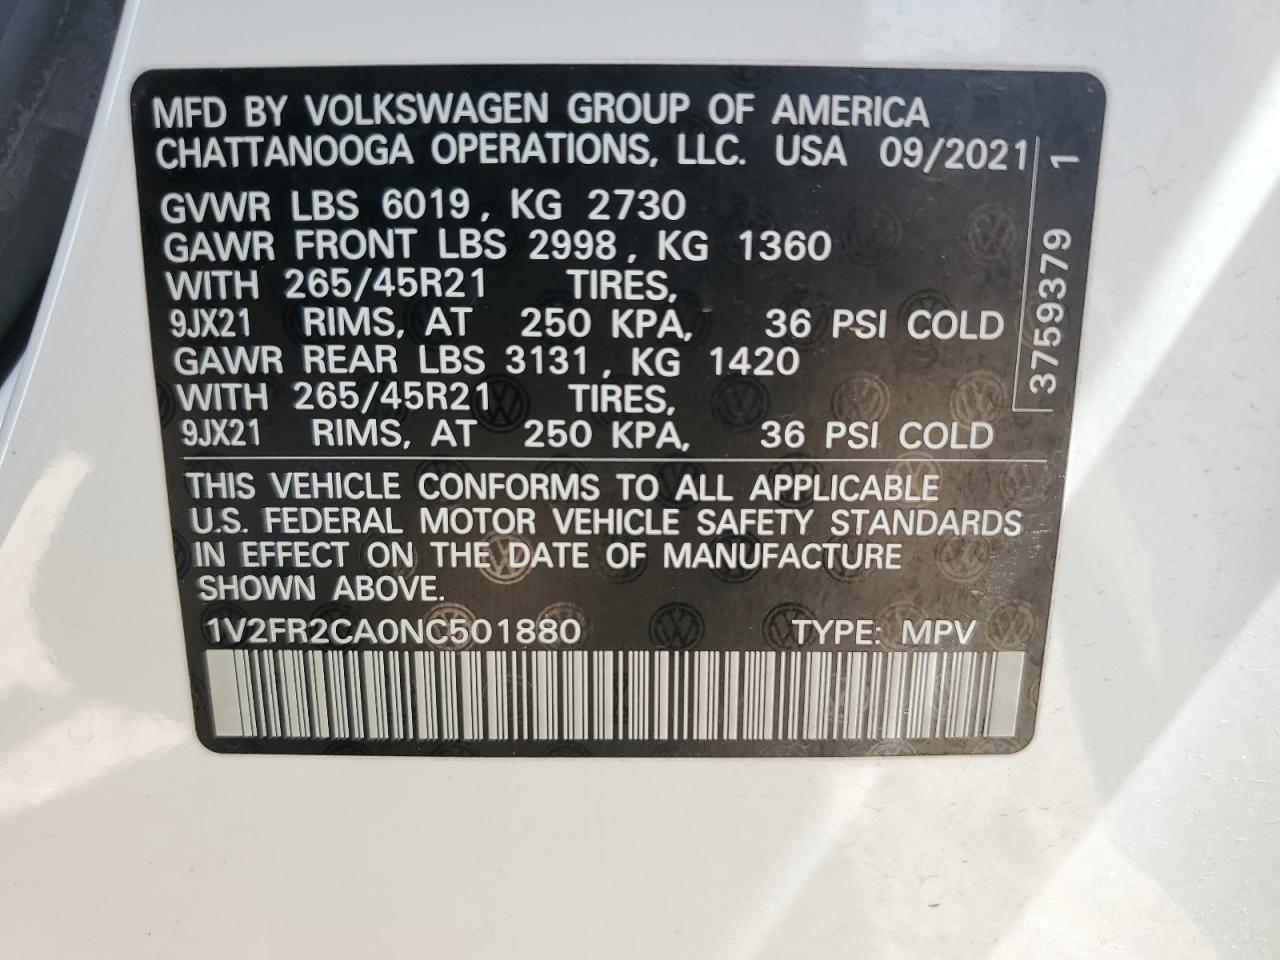 MFD BY VOLKSWAGEN GROUP OF AMERICA
CHATTANOOGA OPERATIONS, LLC. USA 09/2021
GVWR LBS 6019, KG 2730
GAWR FRONT LBS 2998, KG 1360
WITH 265/45R21 TIRES,
9JX21 RIMS, AT 250 KPA, 36 PSI COLD
GAWR REAR LBS 3131, KG 1420
WITH 265/45R21 TIRES,
9JX21 RIMS, AT 250 KPA, 36 PSI COLD
THIS VEHICLE CONFORMS TO ALL APPLICABLE
U.S. FEDERAL MOTOR VEHICLE SAFETY STANDARDS
IN EFFECT ON THE DATE OF MANUFACTURE
SHOWN ABOVE.
1V2FR2CA0NC501880 TYPE: MPV
3759379 1